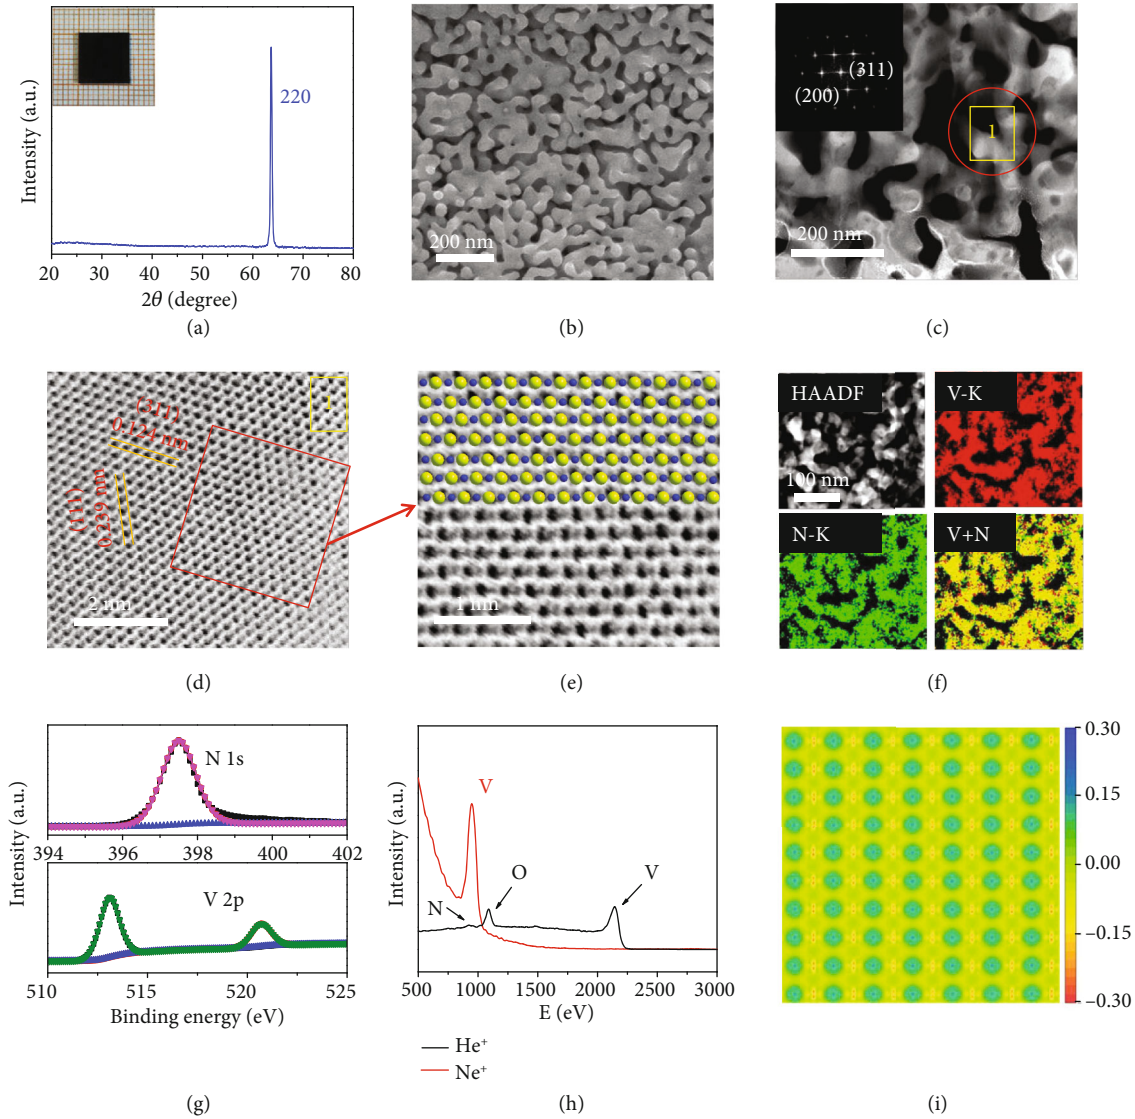 Intensity (a.u.)
220
20 30 40 50 60 70 80
2θ (degree)
(a)
200 nm
(b)
(311)
(200)
1
200 nm
(c)
(311)
0.124 nm
(111)
0.239 nm
1
2 nm
(d)
1 nm
(e)
HAADF
100 nm
V-K
N-K
V+N
(f)
Intensity (a.u.)
N 1s
394 396 398 400 402
V 2p
510 515 520 525
Binding energy (eV)
(g)
Intensity (a.u.)
V
O
N
V
500 1000 1500 2000 2500 3000
E (eV)
He⁺
Ne⁺
(h)
0.30
0.15
0.00
−0.15
−0.30
(i)